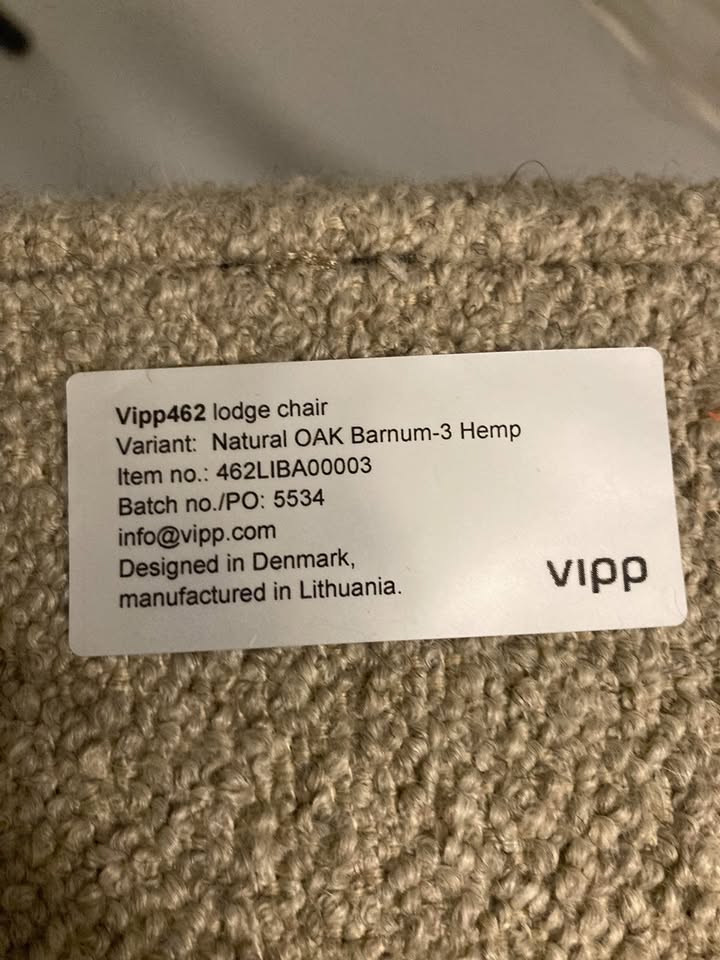 Vipp462 lodge chair
Variant: Natural OAK Barnum-3 Hemp
Item no.: 462LIBA00003
Batch no./PO: 5534
info@vipp.com
Designed in Denmark,
manufactured in Lithuania.
vipp